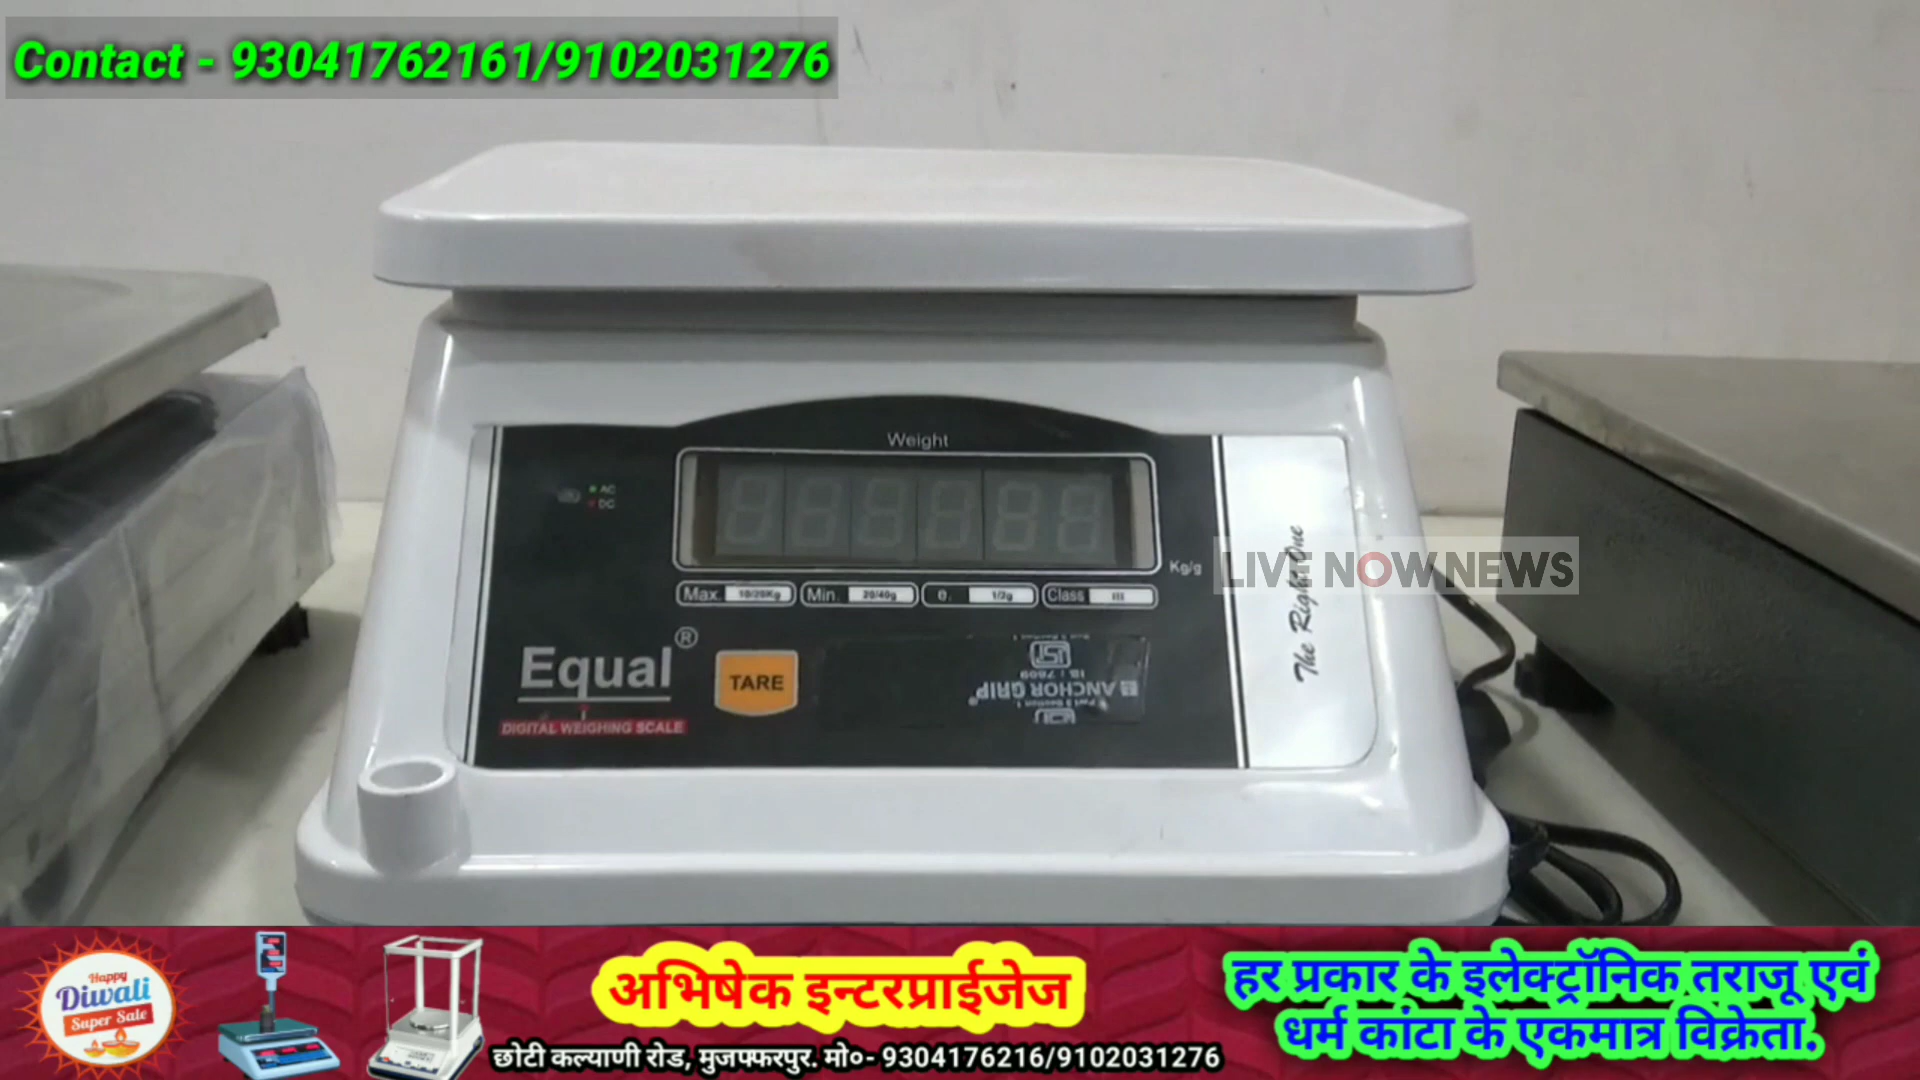 Contact - 93041762161/9102031276
Weight
AC
DC
Kg/g
Max. 10/20Kg Min. 20/40g e. 1/2g Class III
LIVE NOW NEWS
The Right One
Equal®
TARE
DIGITAL WEIGHING SCALE
IS : 7809
ANCHOR GRIP
Happy
Diwali
Super Sale
अभिषेक इन्टरप्राईजेज
छोटी कल्याणी रोड, मुजफ्फरपुर. मो०- 9304176216/9102031276
हर प्रकार के इलेक्ट्रॉनिक तराजू एवं
धर्म कांटा के एकमात्र विक्रेता.